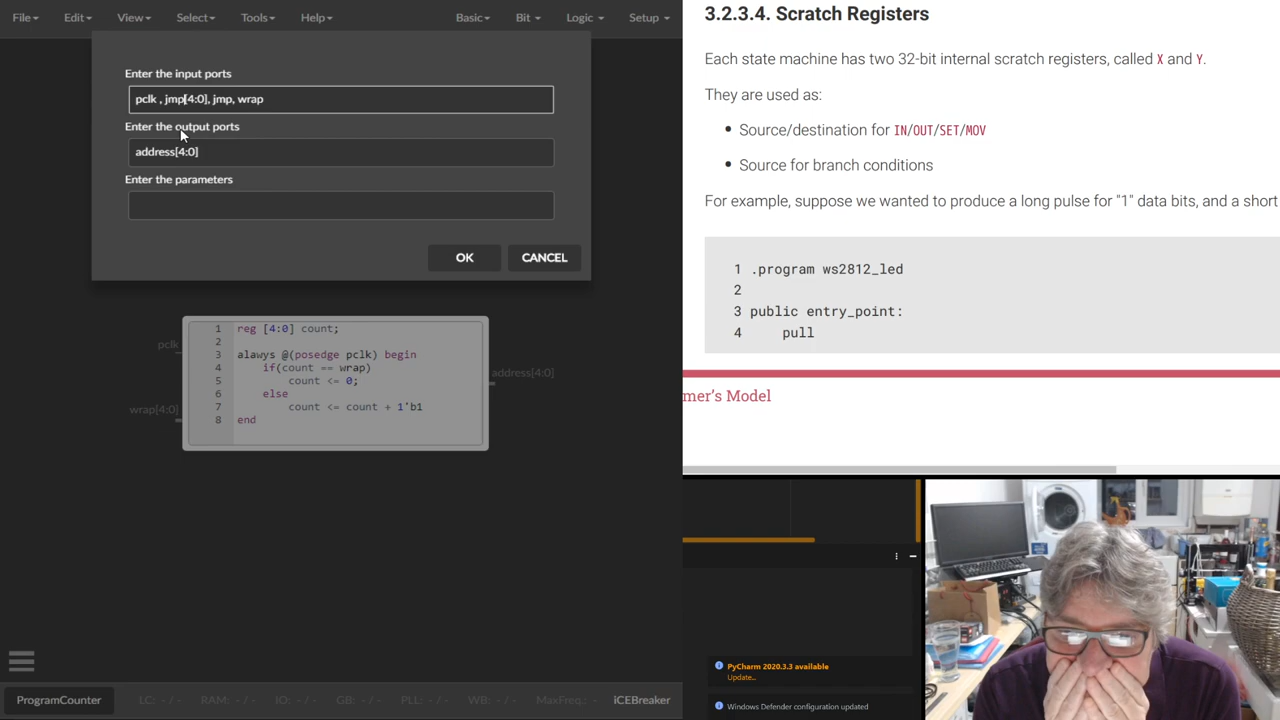 File Edit View Select Tools Help Basic Bit Logic Setup
Enter the input ports
pclk , jmp[4:0], jmp, wrap
Enter the output ports
address[4:0]
Enter the parameters
OK CANCEL
pclk
wrap[4:0]
1 reg [4:0] count;
2
3 always @(posedge pclk) begin
4 if(count == wrap)
5 count <= 0;
6 else
7 count <= count + 1'b1
8 end
address[4:0]
ProgramCounter LC: - / - RAM: - / - IO: - / - GB: - / - PLL: - / - WB: - / - MaxFreq.: - / - iCEBreaker
3.2.3.4. Scratch Registers
Each state machine has two 32-bit internal scratch registers, called X and Y.
They are used as:
• Source/destination for IN/OUT/SET/MOV
• Source for branch conditions
For example, suppose we wanted to produce a long pulse for "1" data bits, and a short
1 .program ws2812_led
2
3 public entry_point:
4 pull
mer's Model
PyCharm 2020.3.3 available
Update...
Windows Defender configuration updated